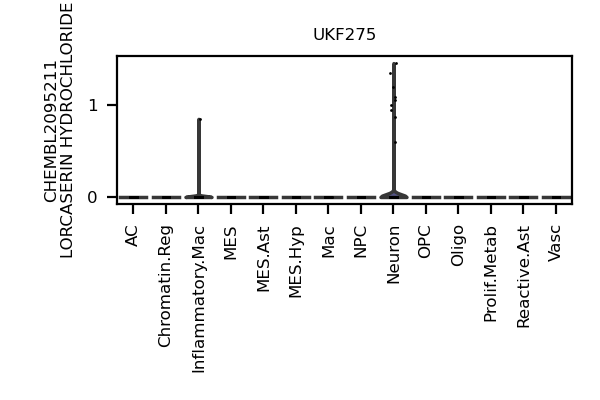 UKF275
CHEMBL2095211
LORCASERIN HYDROCHLORIDE
1
0
AC
Chromatin.Reg
Inflammatory.Mac
MES
MES.Ast
MES.Hyp
Mac
NPC
Neuron
OPC
Oligo
Prolif.Metab
Reactive.Ast
Vasc